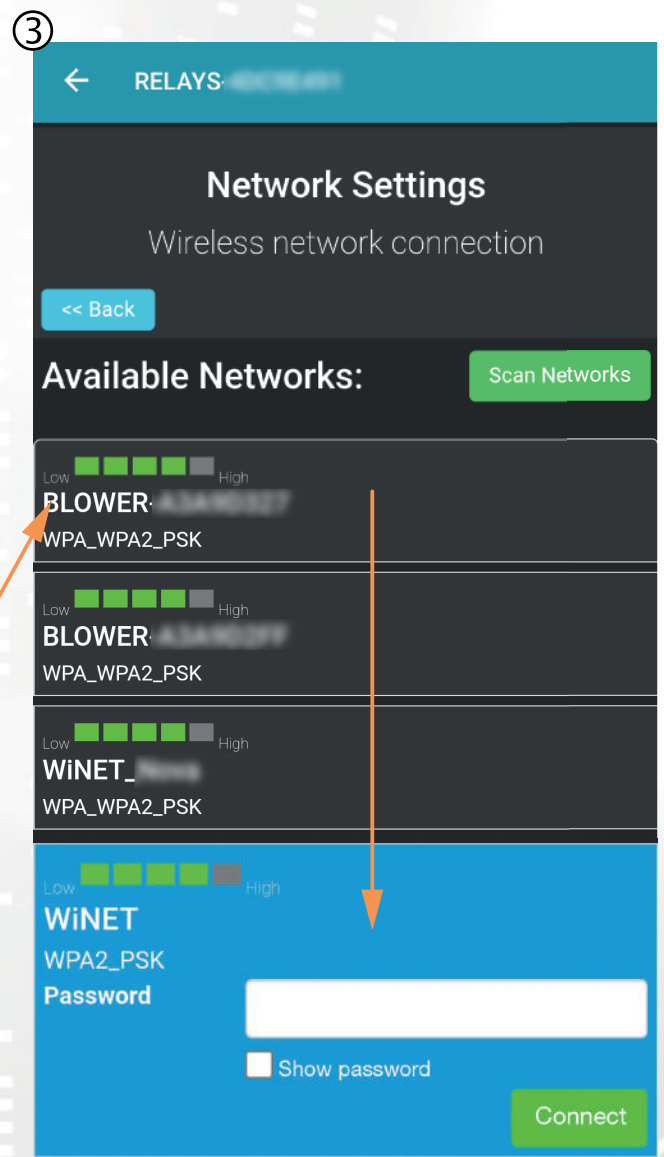 ③
RELAYS-
Network Settings
Wireless network connection
<< Back
Available Networks:
Scan Networks
Low High
BLOWER-
WPA_WPA2_PSK
Low High
BLOWER-
WPA_WPA2_PSK
Low High
WiNET_
WPA_WPA2_PSK
Low High
WiNET
WPA2_PSK
Password
Show password
Connect